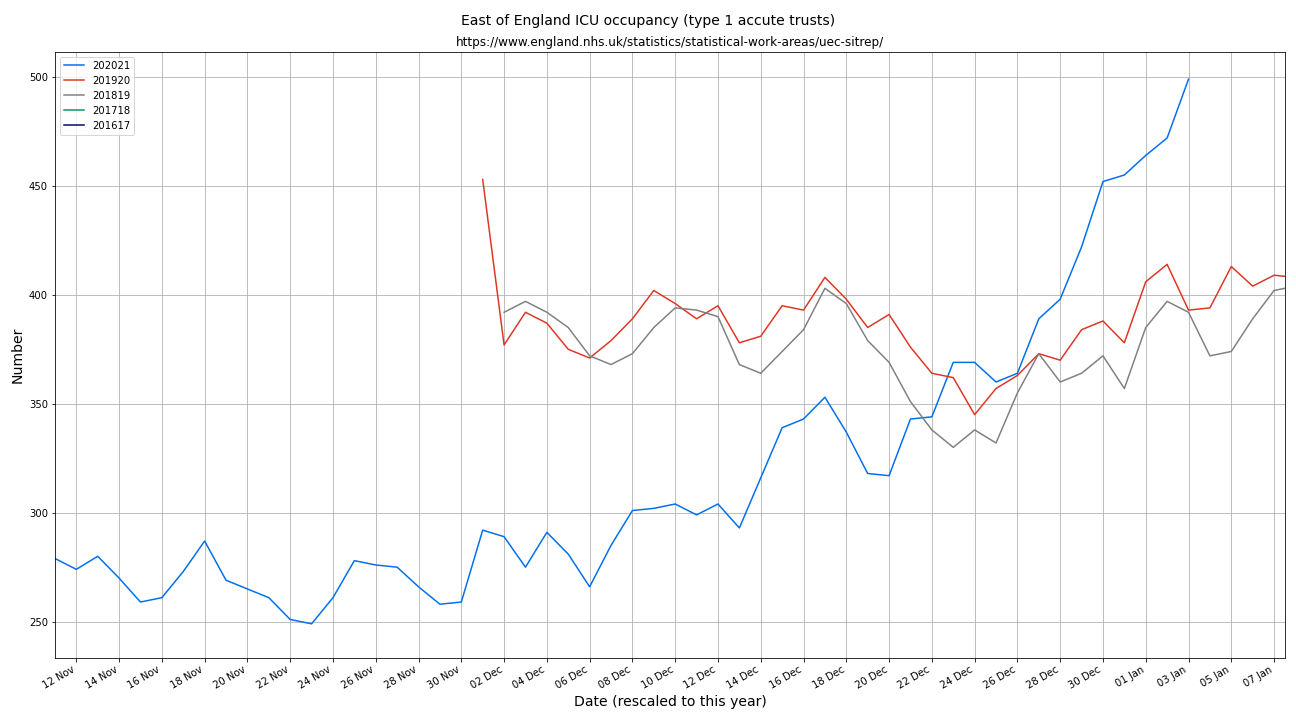 East of England ICU occupancy (type 1 accute trusts)
https://www.england.nhs.uk/statistics/statistical-work-areas/uec-sitrep/
202021
201920
201819
201718
201617
500
450
400
350
300
250
Number
12 Nov
14 Nov
16 Nov
18 Nov
20 Nov
22 Nov
24 Nov
26 Nov
28 Nov
30 Nov
02 Dec
04 Dec
06 Dec
08 Dec
10 Dec
12 Dec
14 Dec
16 Dec
18 Dec
20 Dec
22 Dec
24 Dec
26 Dec
28 Dec
30 Dec
01 Jan
03 Jan
05 Jan
07 Jan
Date (rescaled to this year)